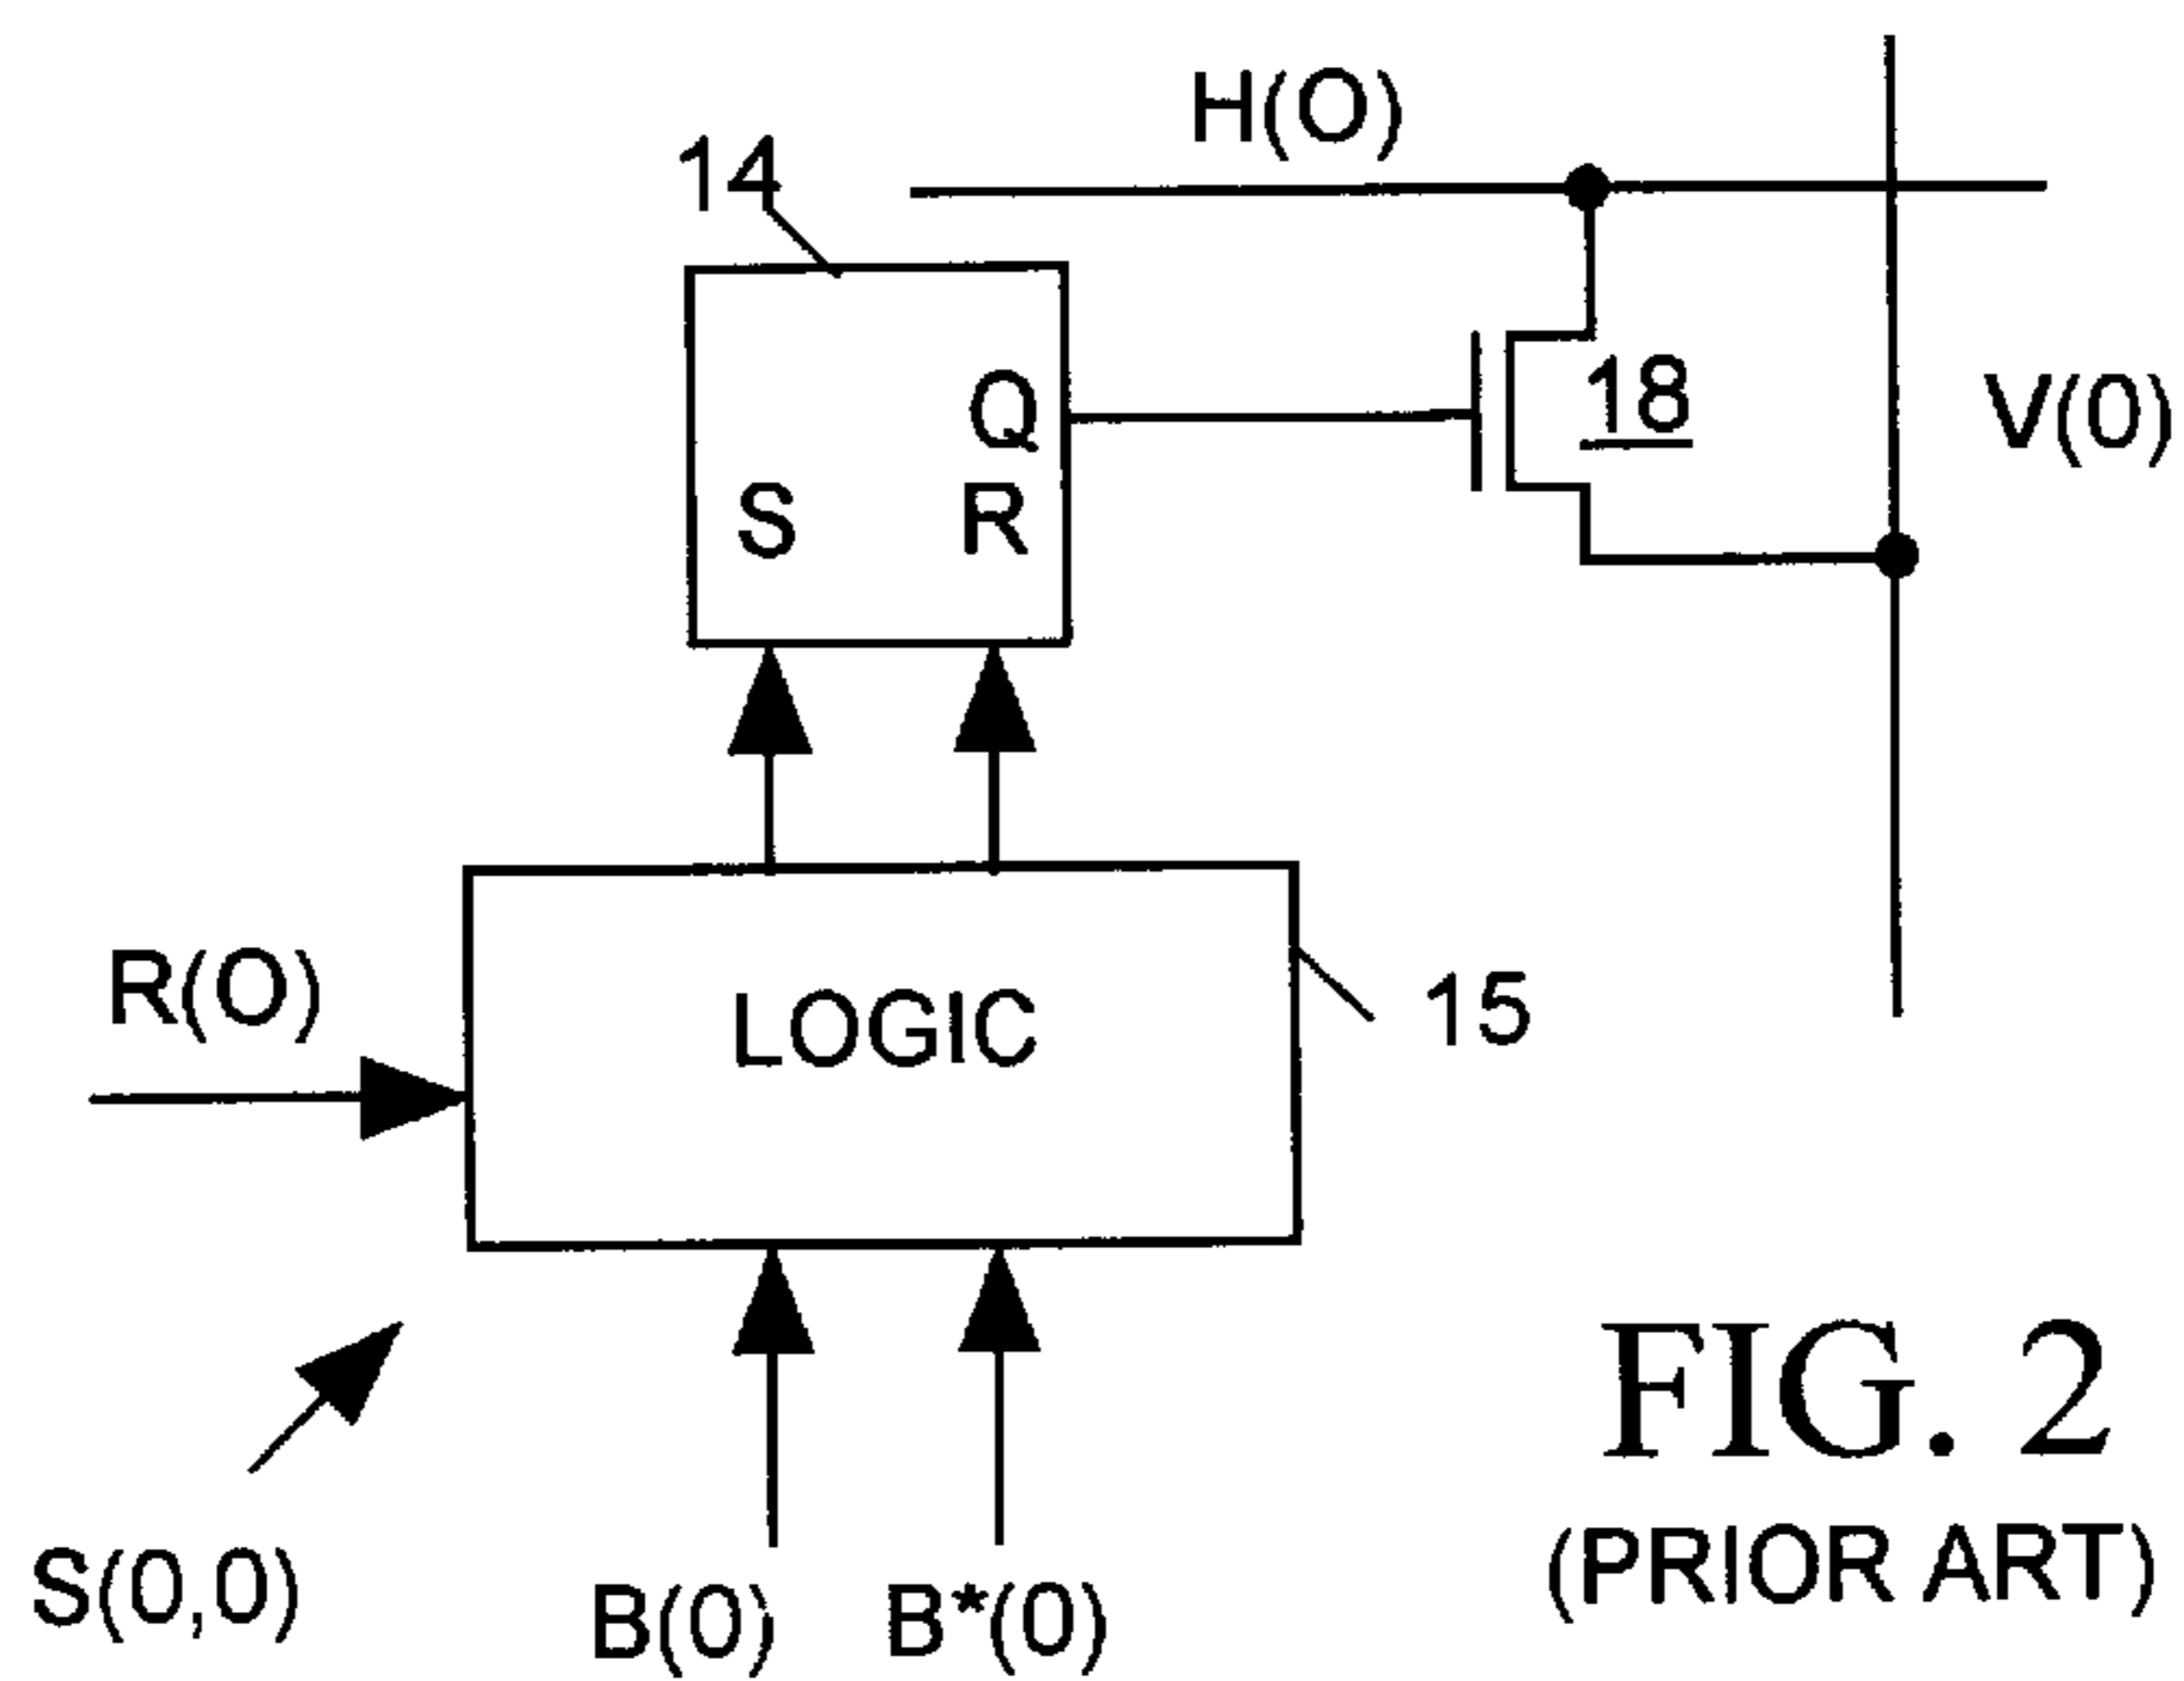 H(O)
14
Q
18
V(0)
S R
R(O)
LOGIC
15
FIG. 2
S(0,0)
B(0) B*(0)
(PRIOR ART)